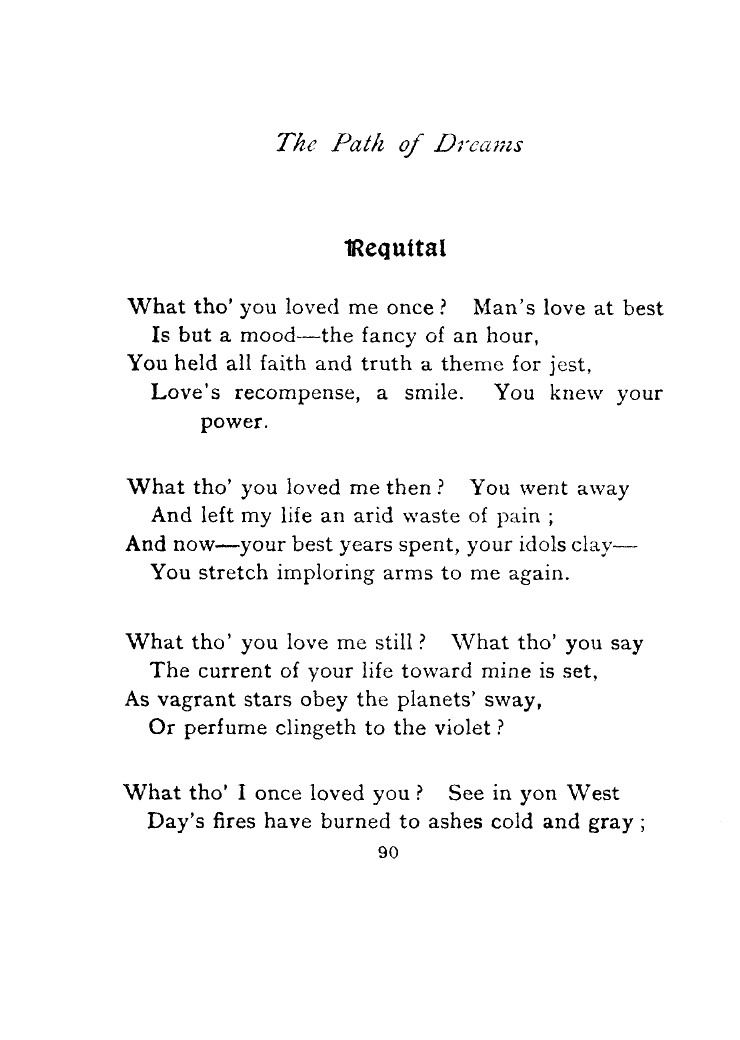 The Path of Dreams
Requital
What tho' you loved me once? Man's love at best
Is but a mood—the fancy of an hour,
You held all faith and truth a theme for jest,
Love's recompense, a smile. You knew your
power.
What tho' you loved me then? You went away
And left my life an arid waste of pain;
And now—your best years spent, your idols clay—
You stretch imploring arms to me again.
What tho' you love me still? What tho' you say
The current of your life toward mine is set,
As vagrant stars obey the planets' sway,
Or perfume clingeth to the violet?
What tho' I once loved you? See in yon West
Day's fires have burned to ashes cold and gray;
90